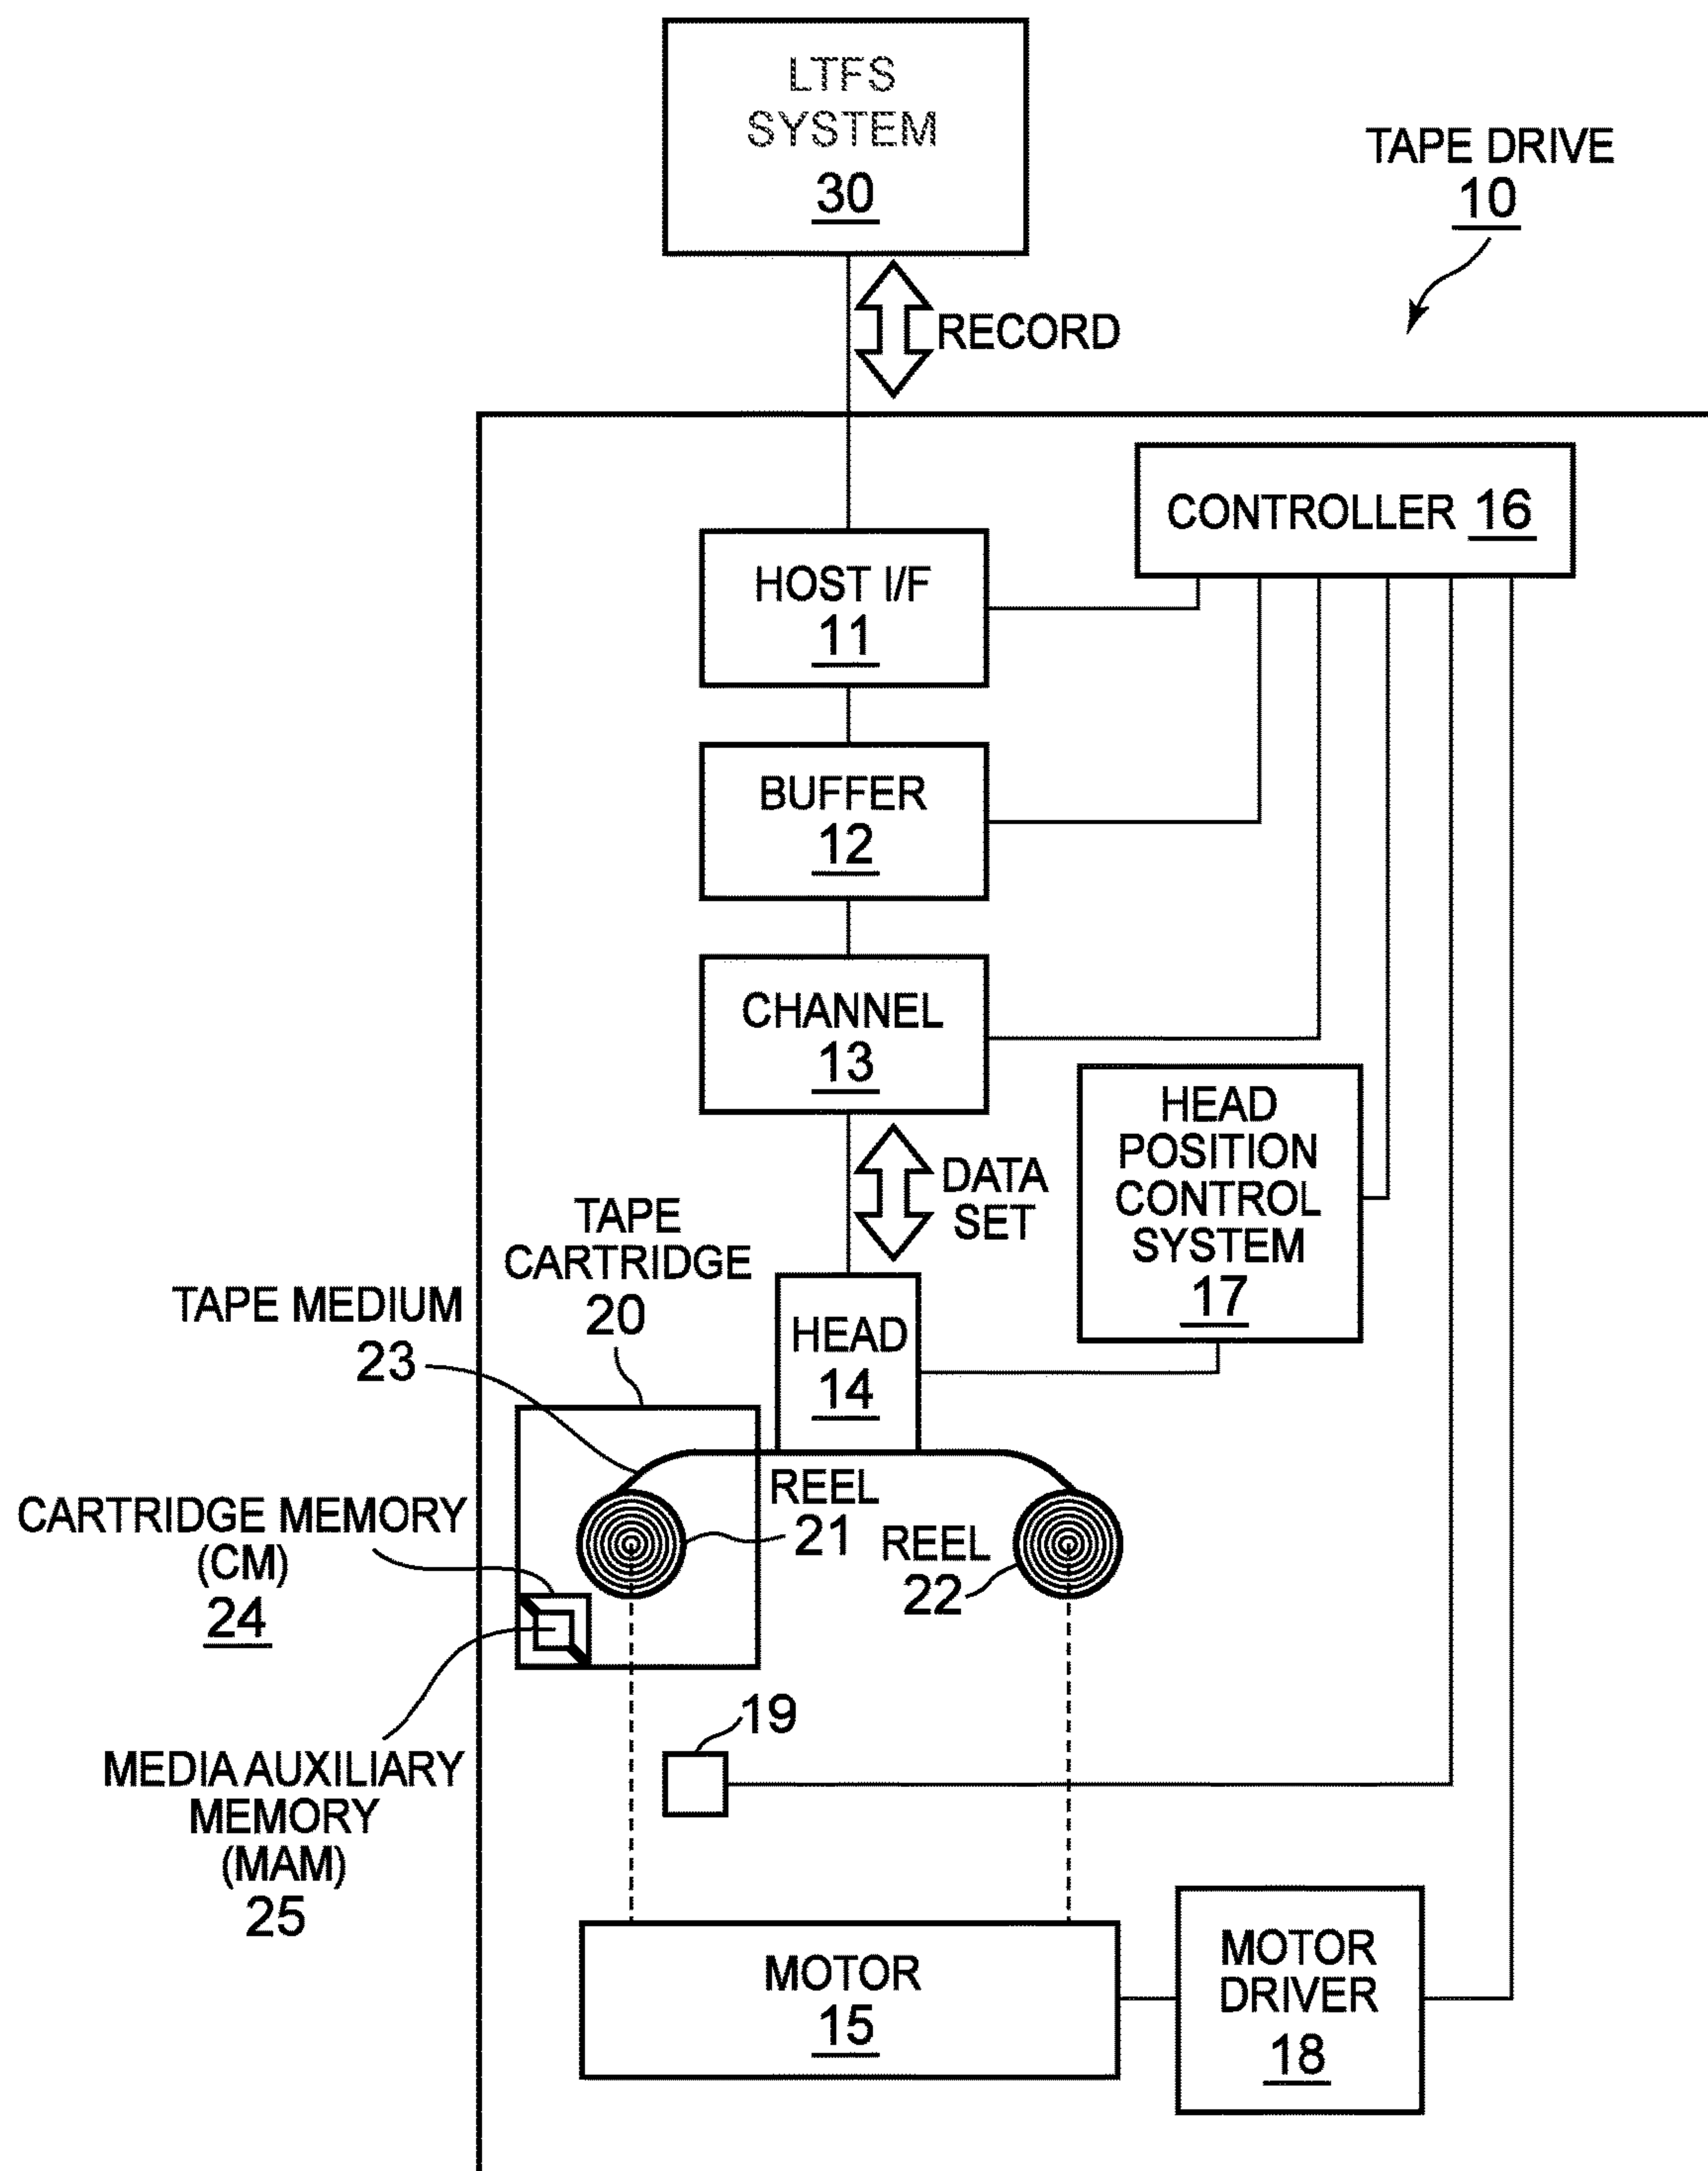 LTFS
SYSTEM
30
TAPE DRIVE
10
RECORD
CONTROLLER 16
HOST I/F
11
BUFFER
12
CHANNEL
13
HEAD
POSITION
CONTROL
SYSTEM
17
DATA
SET
TAPE
CARTRIDGE
20
TAPE MEDIUM
23
HEAD
14
REEL
21
REEL
22
CARTRIDGE MEMORY
(CM)
24
19
MEDIA AUXILIARY
MEMORY
(MAM)
25
MOTOR
15
MOTOR
DRIVER
18